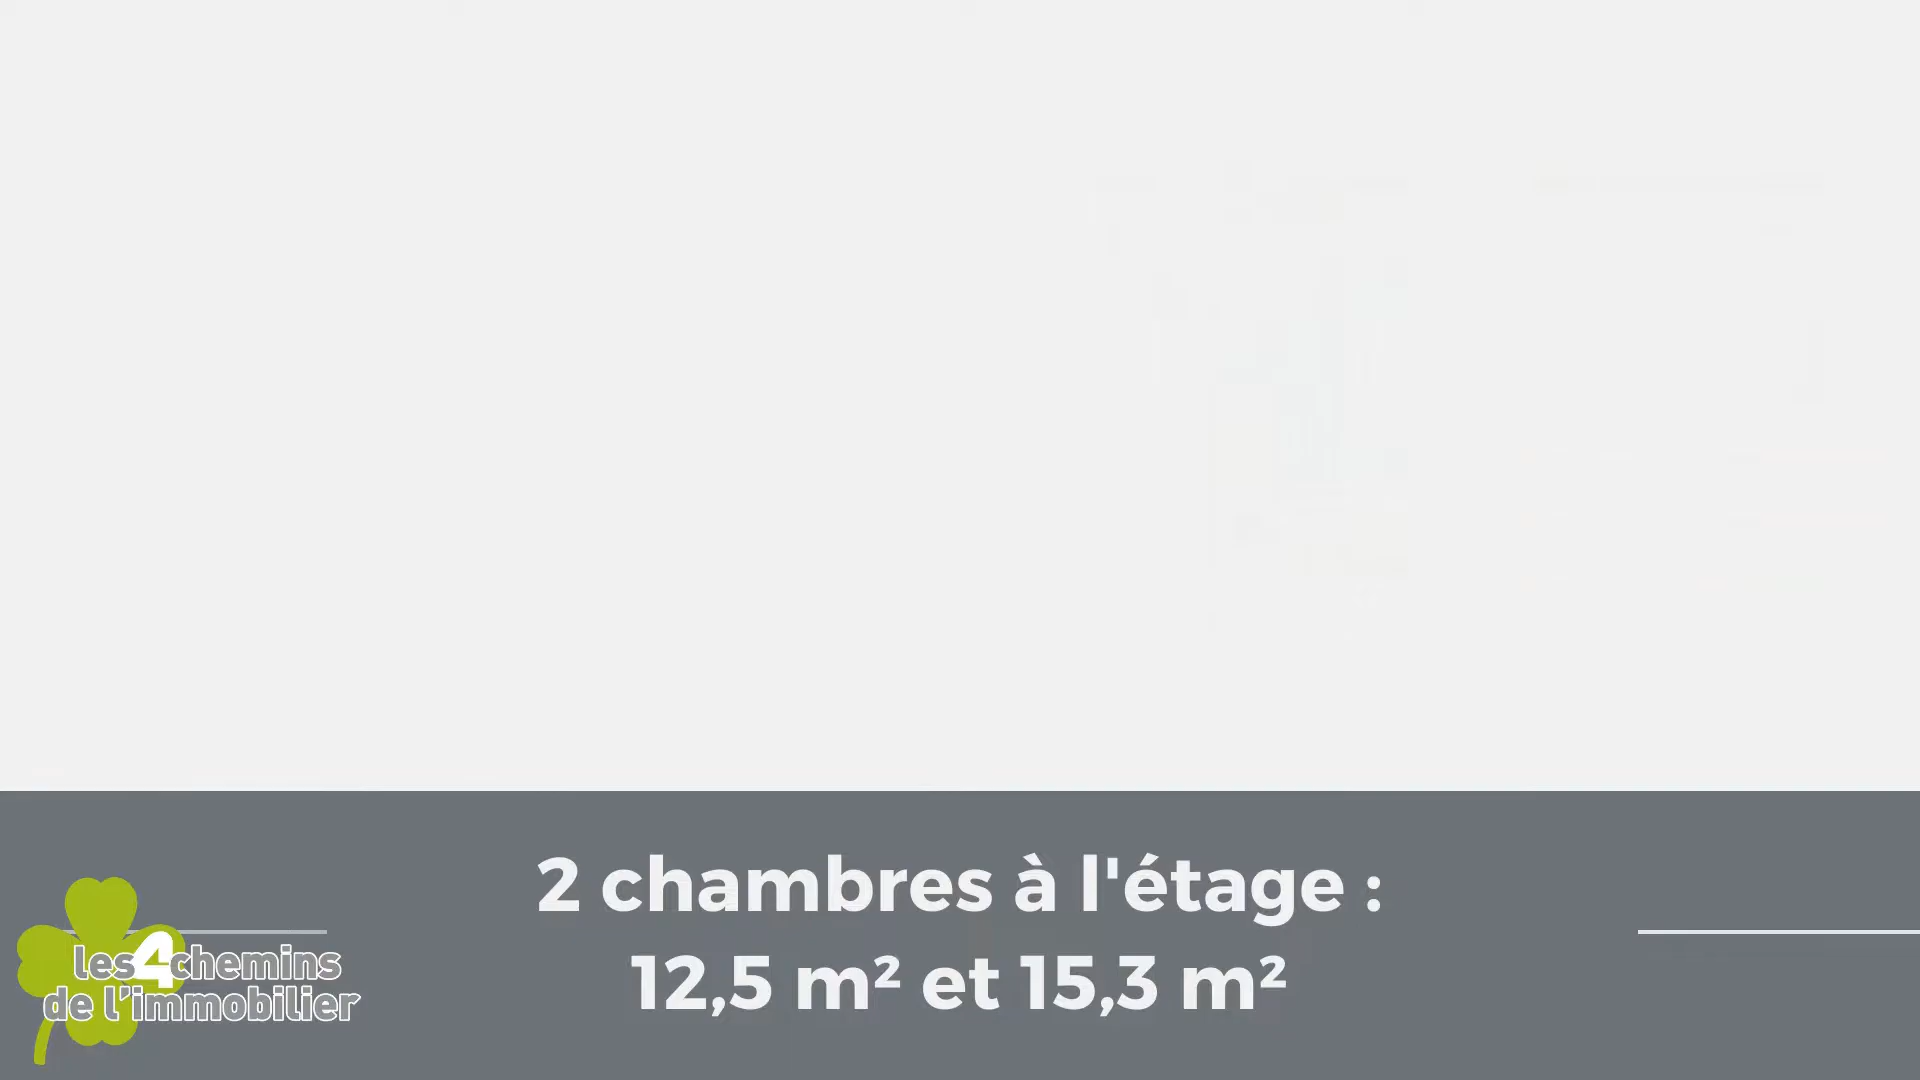 2 chambres à l'étage :
12,5 m² et 15,3 m²
les4chemins
de l'immobilier